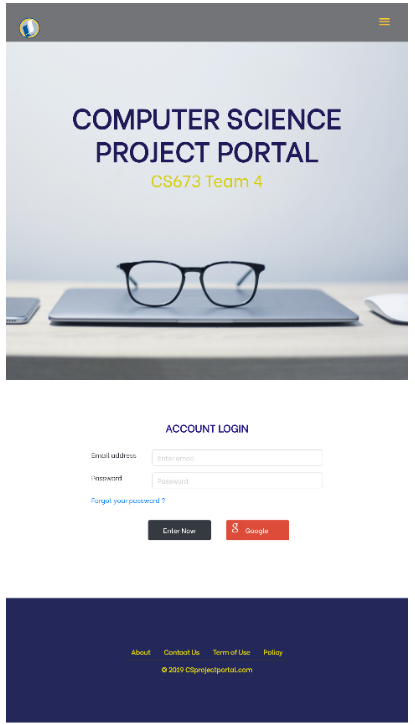 COMPUTER SCIENCE
PROJECT PORTAL
CS673 Team 4
ACCOUNT LOGIN
Email address Enter email
Password Password
Forgot your password ?
Enter Now g Google
About Contact Us Term of Use Policy
© 2019 CSprojectportal.com